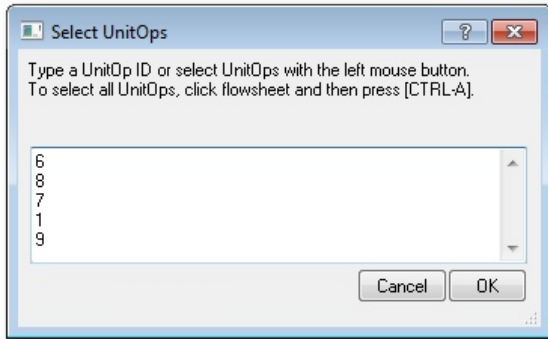 Select UnitOps
Type a UnitOp ID or select UnitOps with the left mouse button.
To select all UnitOps, click flowsheet and then press [CTRL-A].
6
8
7
1
9
Cancel OK